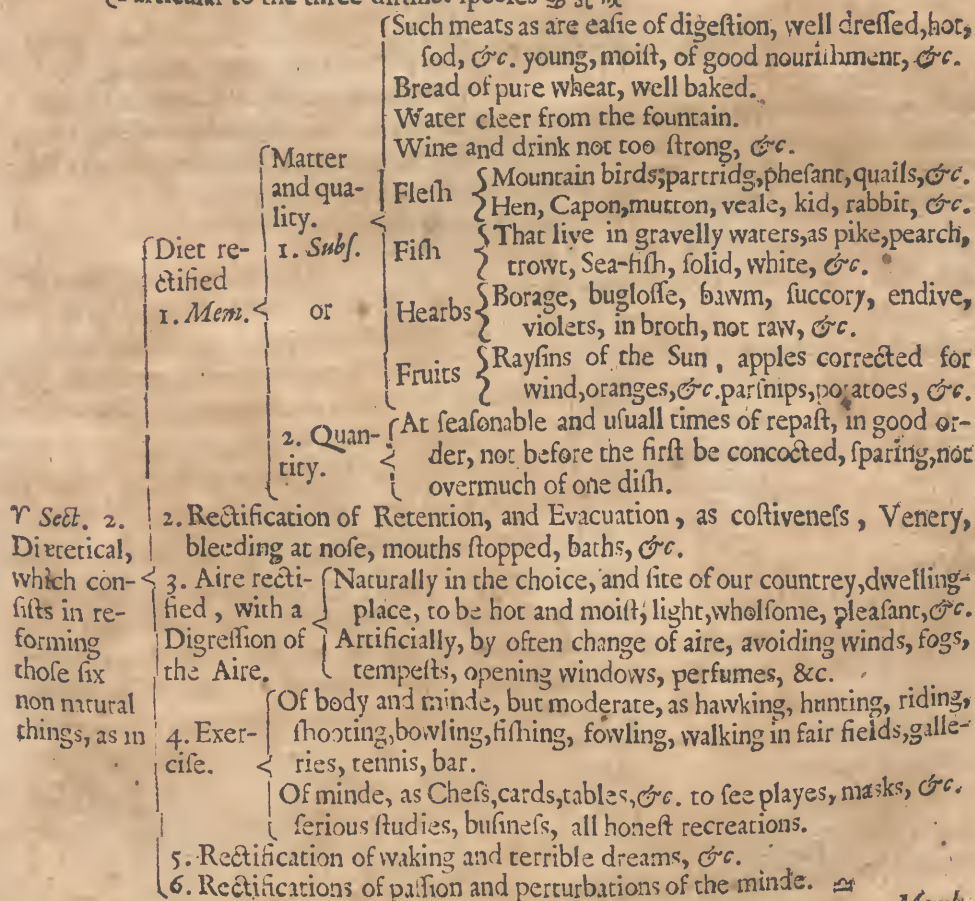 (Particular to the three distinct species ♋ ♌ ♍
Such meats as are easie of digeſtion, well dreſſed, hot,
ſod, &c. young, moiſt, of good nouriſhment, &c.
Bread of pure wheat, well baked.
Water cleer from the fountain.
Wine and drink not too ſtrong, &c.
Matter
and qua-
lity.
1. Subſ.
Fleſh
Mountain birds; partridg, pheſant, quails, &c.
Hen, Capon, mutton, veale, kid, rabbit, &c.
Fiſh
That live in gravelly waters, as pike, pearch,
trowt, Sea-fiſh, ſolid, white, &c.
Diet re-
ctified
1. Mem.
or
Hearbs
Borage, bugloſſe, bawm, ſuccory, endive,
violets, in broth, not raw, &c.
Fruits
Rayſins of the Sun, apples corrected for
wind, oranges, &c. parſnips, potatoes, &c.
2. Quan-
tity.
At ſeaſonable and uſuall times of repaſt, in good or-
der, not before the firſt be concocted, ſparing, not
overmuch of one diſh.
♈ Sect. 2.
Dietetical,
which con-
ſiſts in re-
forming
thoſe ſix
non natural
things, as in
2. Rectification of Retention, and Evacuation, as coſtiveneſs, Venery,
bleeding at noſe, mouths ſtopped, baths, &c.
3. Aire recti-
fied, with a
Digreſſion of
the Aire.
Naturally in the choice, and ſite of our countrey, dwelling-
place, to be hot and moiſt, light, wholſome, pleaſant, &c.
Artificially, by often change of aire, avoiding winds, fogs,
tempeſts, opening windows, perfumes, &c.
4. Exer-
ciſe.
Of body and minde, but moderate, as hawking, hunting, riding,
ſhooting, bowling, fiſhing, fowling, walking in fair fields, galle-
ries, tennis, bar.
Of minde, as Cheſs, cards, tables, &c. to ſee playes, masks, &c.
ſerious ſtudies, buſineſs, all honeſt recreations.
5. Rectification of waking and terrible dreams, &c.
6. Rectifications of paſſion and perturbations of the minde. ♎